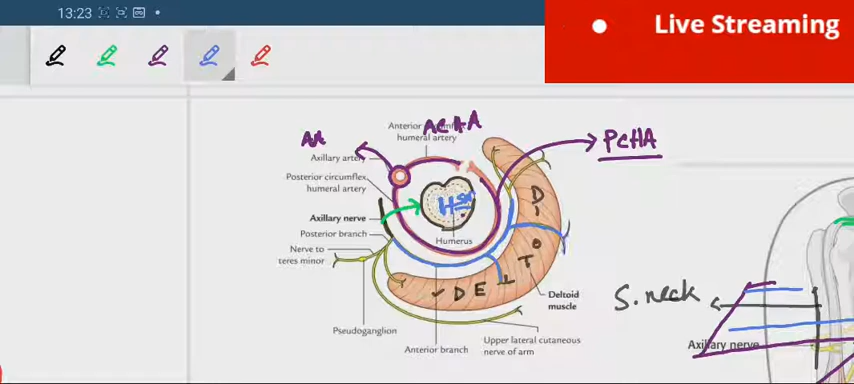 13:23
Live Streaming
Anterior
humeral artery
ACHA
AA
PCHA
Axillary artery
Posterior circumflex
humeral artery
Axillary nerve
Posterior branch
Nerve to
teres minor
Humerus
DELTOID
Deltoid
muscle
S. neck
Pseudoganglion
Anterior branch
Upper lateral cutaneous
nerve of arm
Axillary nerve